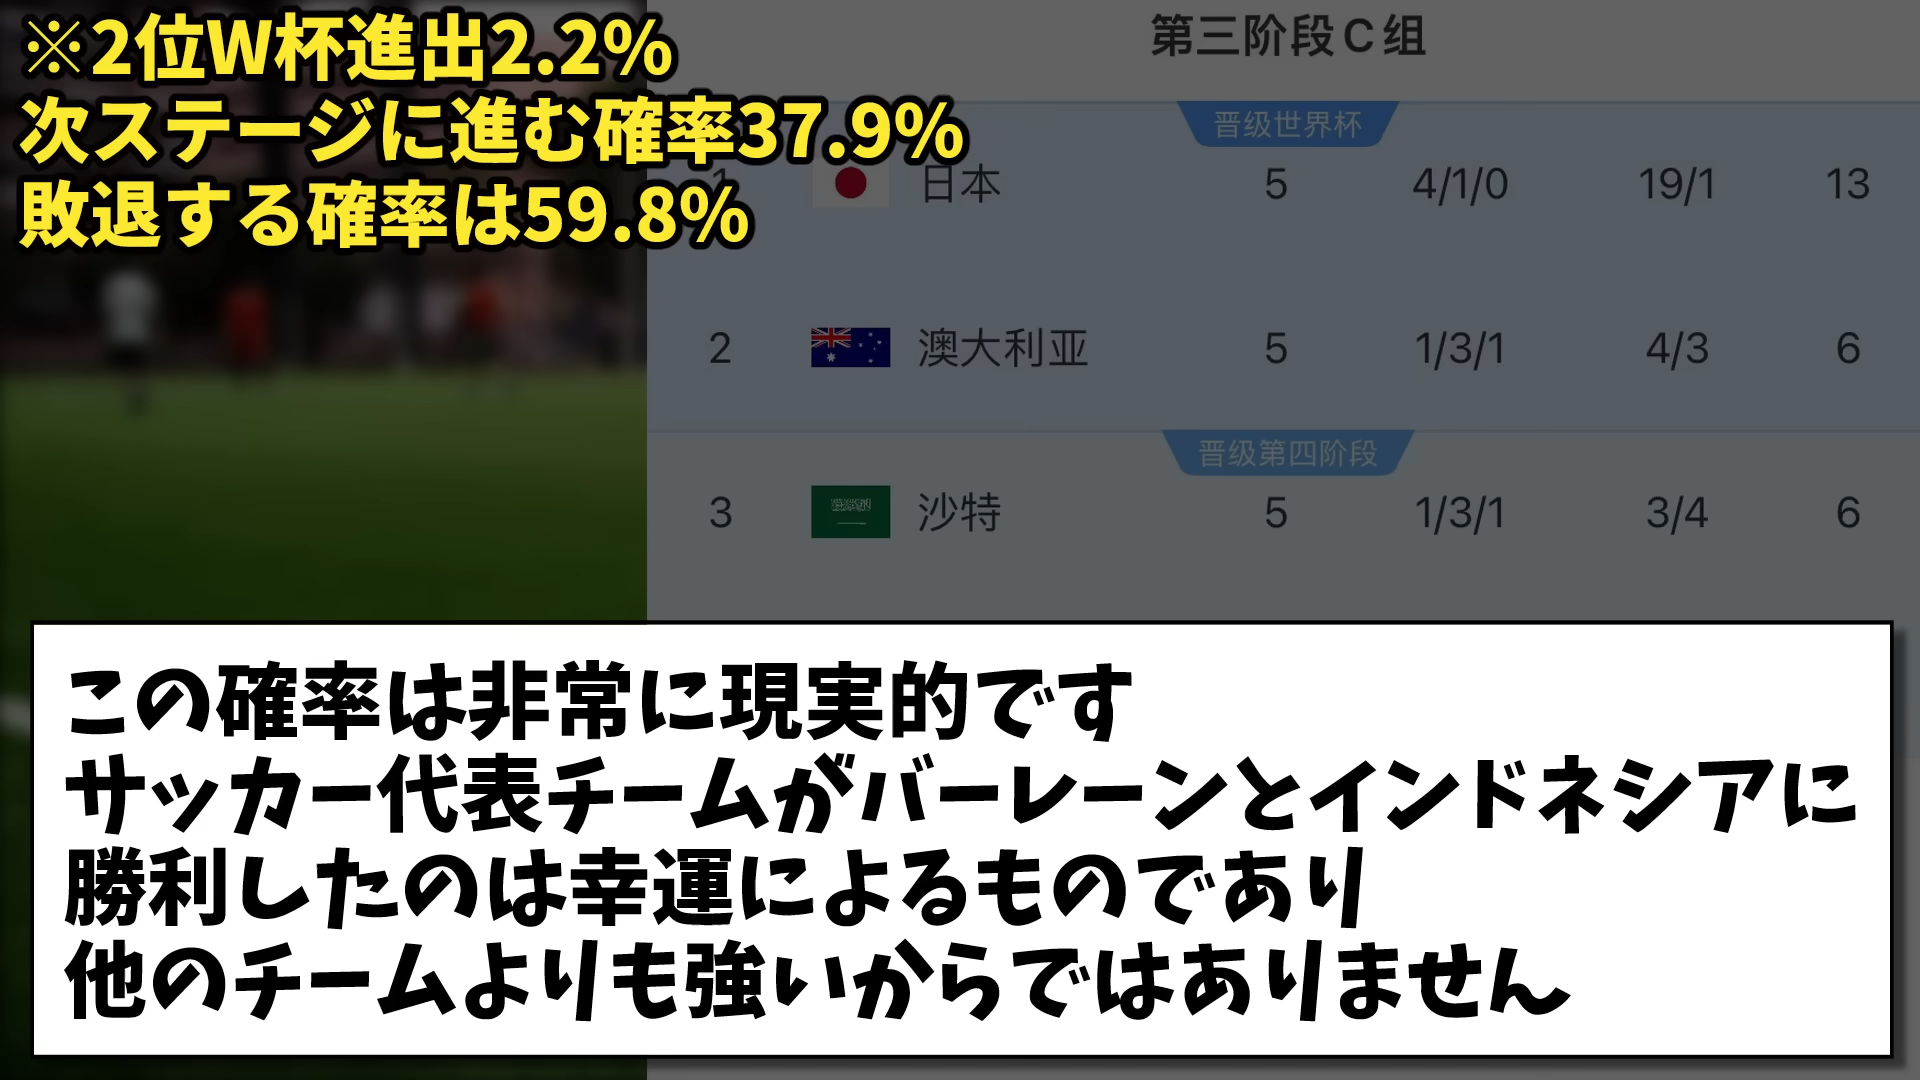 ※2位W杯進出2.2%
次ステージに進む確率37.9%
敗退する確率は59.8%
第三阶段C组
晋级世界杯
1 日本 5 4/1/0 19/1 13
2 澳大利亚 5 1/3/1 4/3 6
晋级第四阶段
3 沙特 5 1/3/1 3/4 6
この確率は非常に現実的です
サッカー代表チームがバーレーンとインドネシアに
勝利したのは幸運によるものであり
他のチームよりも強いからではありません